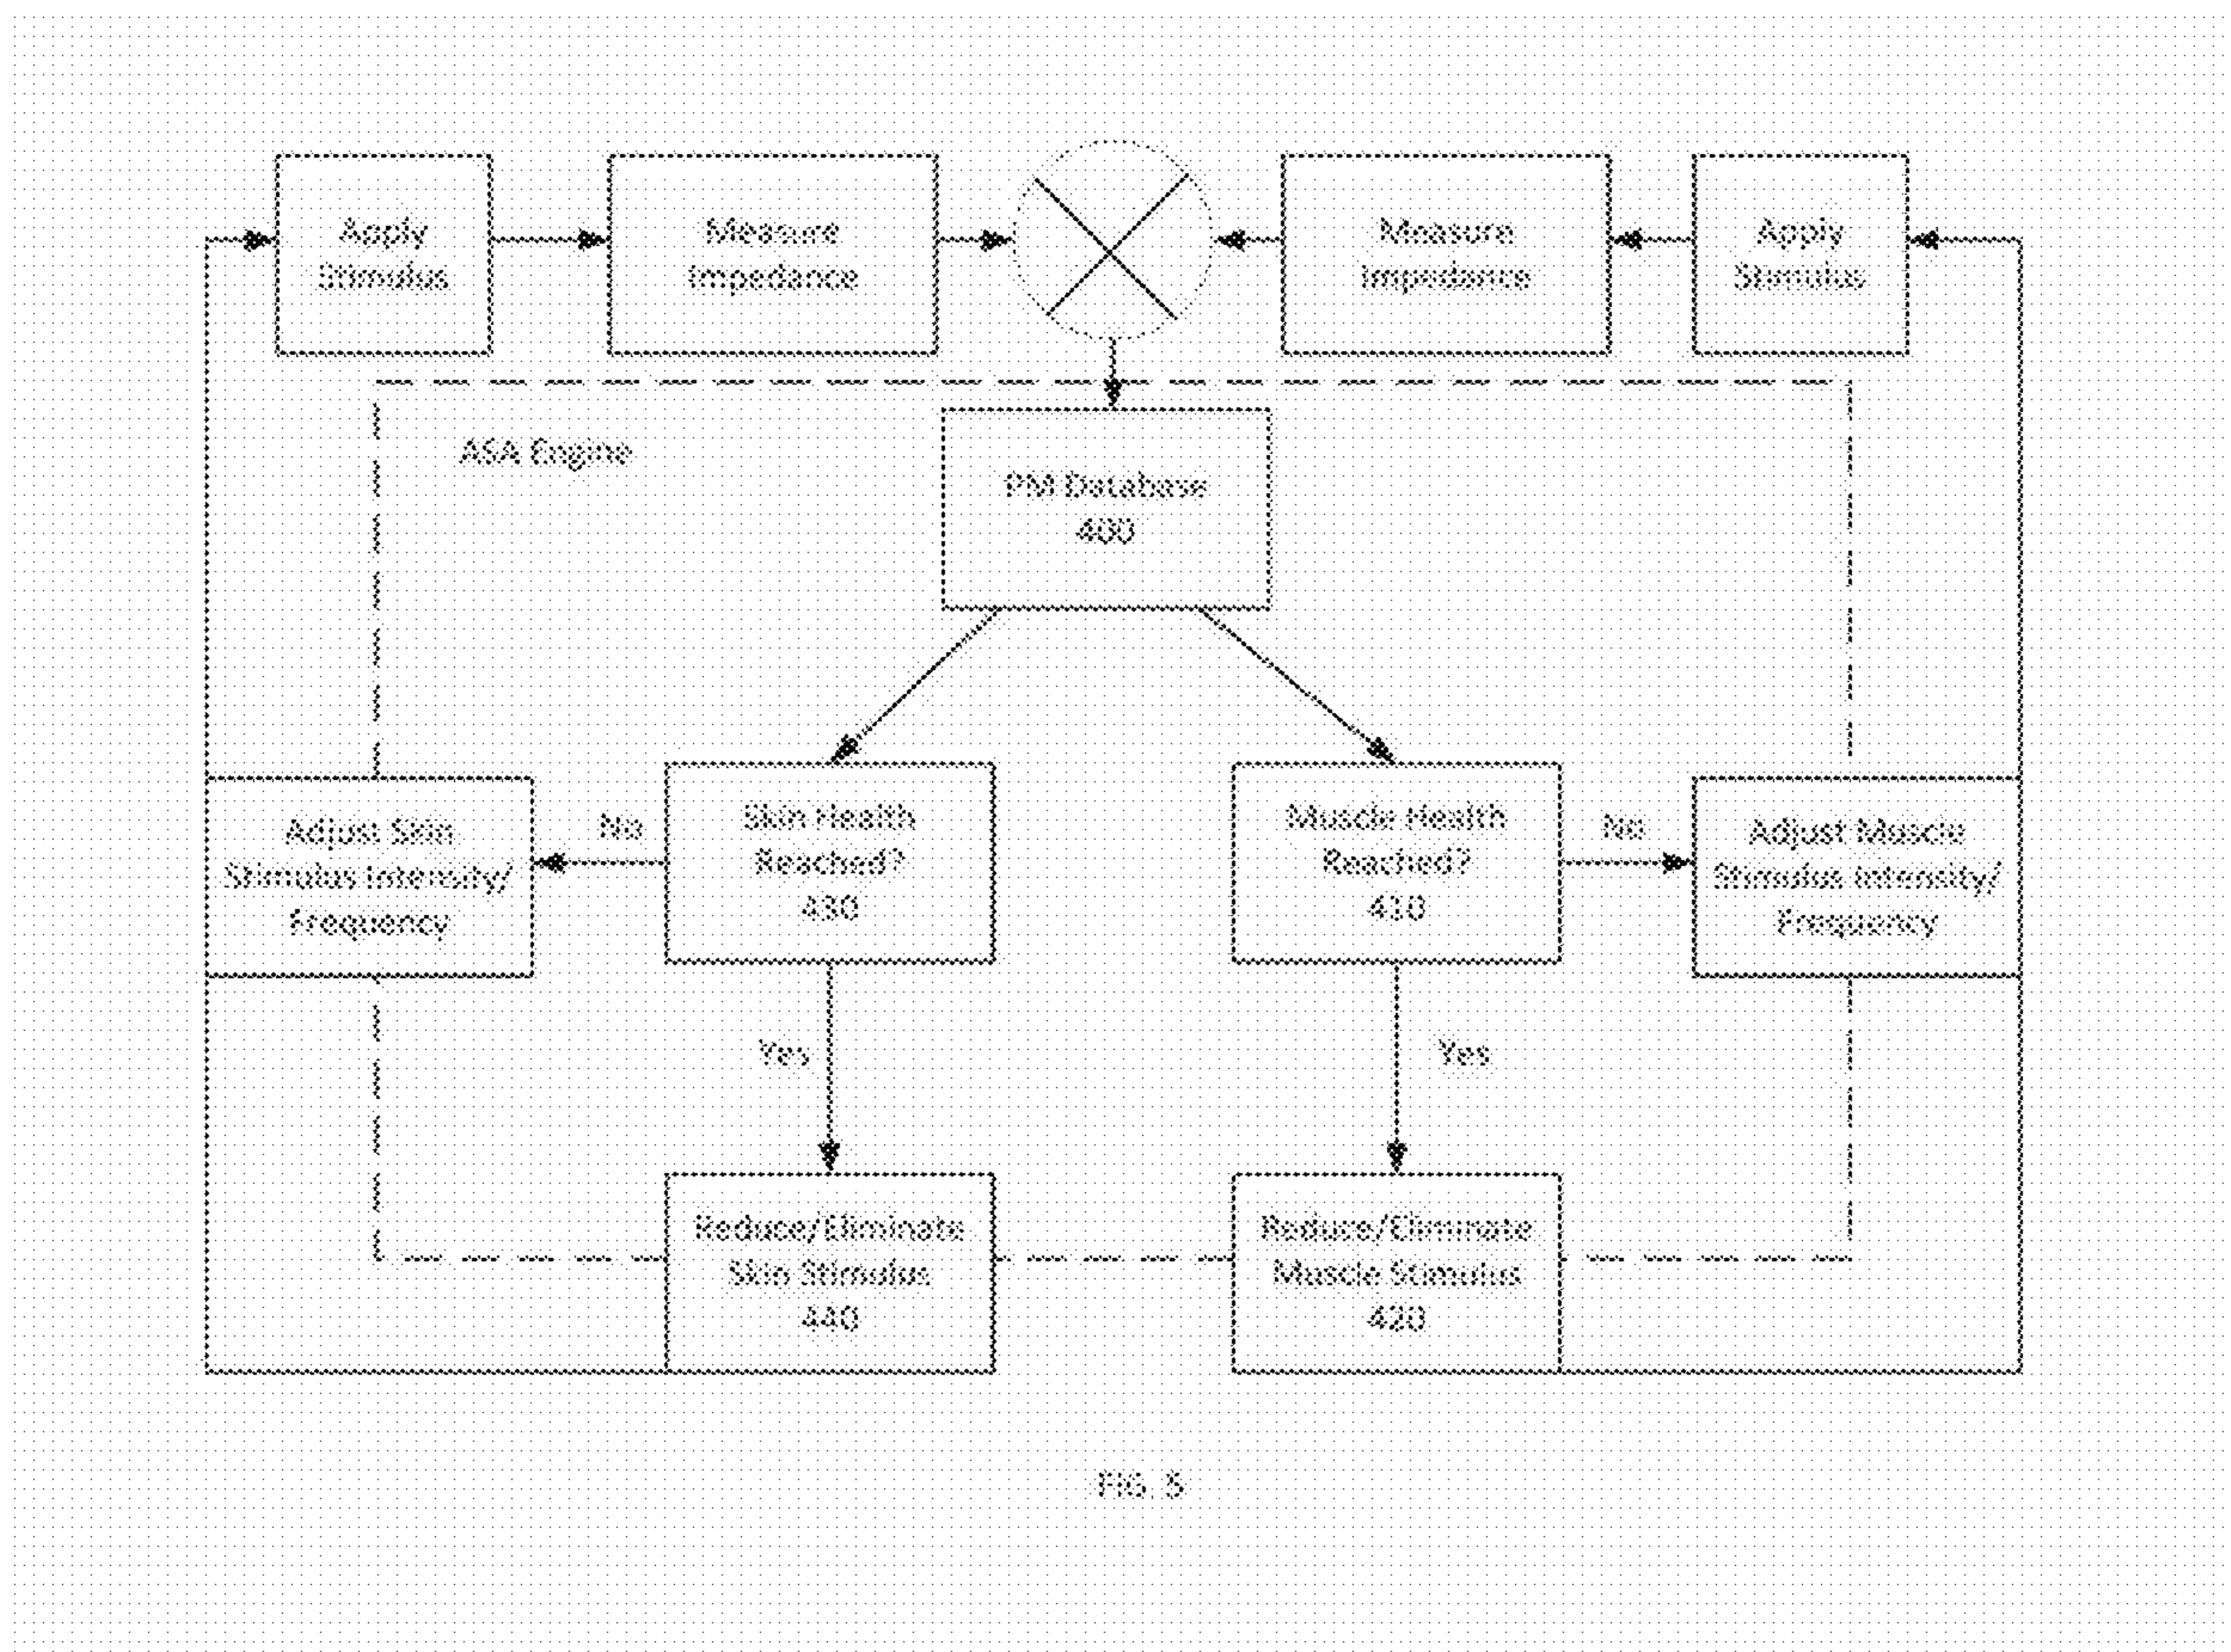 Apply
Stimulus
Measure
Impedance
Measure
Impedance
Apply
Stimulus
ASA Engine
PM Database
400
Adjust Skin
Stimulus Intensity/
Frequency
No
Skin Health
Reached?
430
Muscle Health
Reached?
410
No
Adjust Muscle
Stimulus Intensity/
Frequency
Yes
Yes
Reduce/Eliminate
Skin Stimulus
440
Reduce/Eliminate
Muscle Stimulus
420
FIG. 5